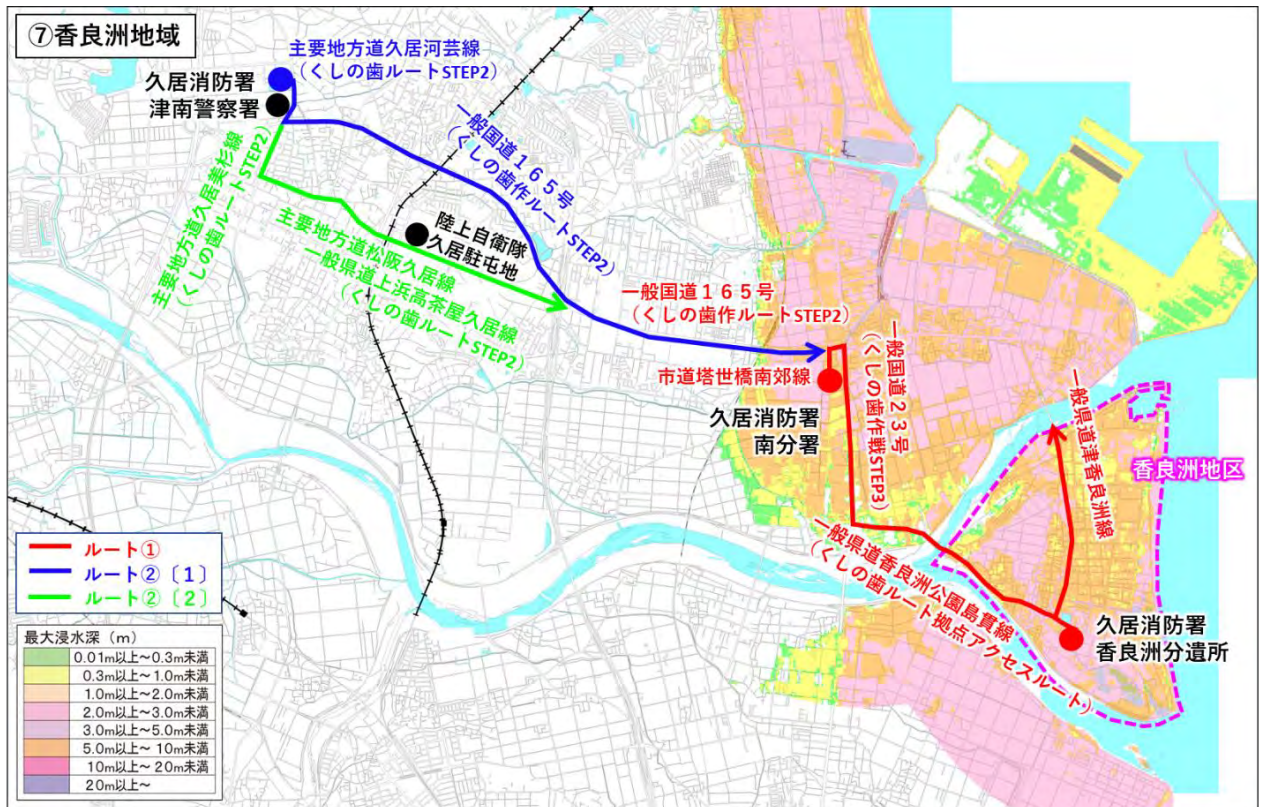 ⑦香良洲地域
主要地方道久居河芸線
(くしの歯ルートSTEP2)
久居消防署
津南警察署
一般国道165号
(くしの歯作ルートSTEP2)
主要地方道久居美杉線
(くしの歯ルートSTEP2)
陸上自衛隊
久居駐屯地
主要地方道松阪久居線
一般県道上浜高茶屋久居線
(くしの歯ルートSTEP2)
一般国道165号
(くしの歯作ルートSTEP2)
市道塔世橋南郊線
久居消防署
南分署
一般国道23号
(くしの歯作戦STEP3)
一般県道津香良洲線
香良洲地区
一般県道香良洲公園島貫線
(くしの歯ルート拠点アクセスルート)
久居消防署
香良洲分遣所
ルート①
ルート②〔1〕
ルート②〔2〕
最大浸水深(m)
0.01m以上~0.3m未満
0.3m以上~1.0m未満
1.0m以上~2.0m未満
2.0m以上~3.0m未満
3.0m以上~5.0m未満
5.0m以上~10m未満
10m以上~20m未満
20m以上~